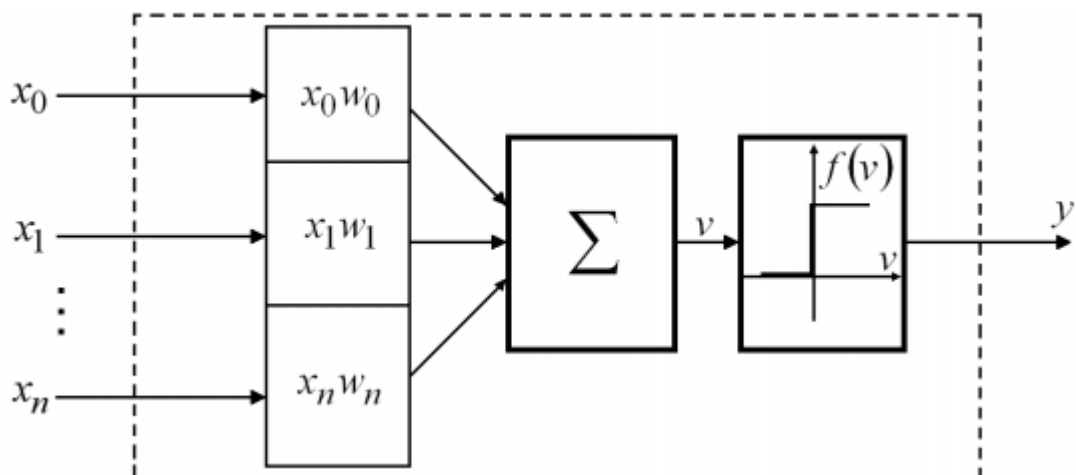 x₀
x₀w₀
f(v)
x₁
x₁w₁
Σ
v
v
y
⋮
xₙ
xₙwₙ